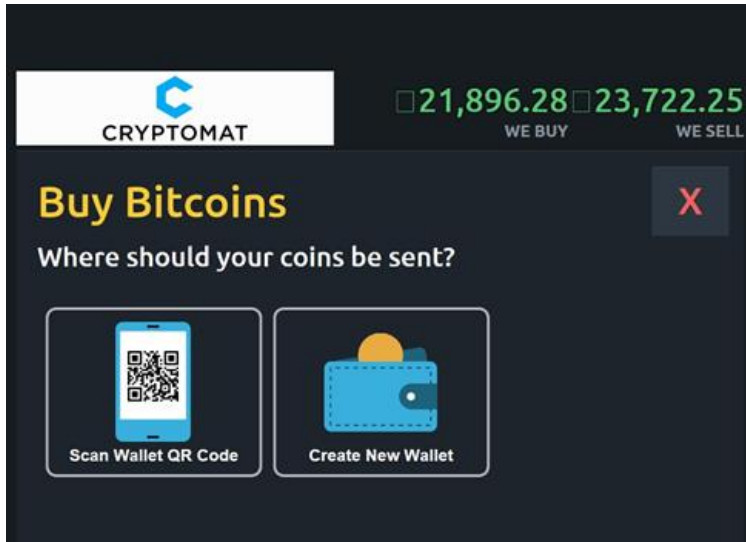 CRYPTOMAT
21,896.28 23,722.25
WE BUY WE SELL
Buy Bitcoins
X
Where should your coins be sent?
Scan Wallet QR Code Create New Wallet